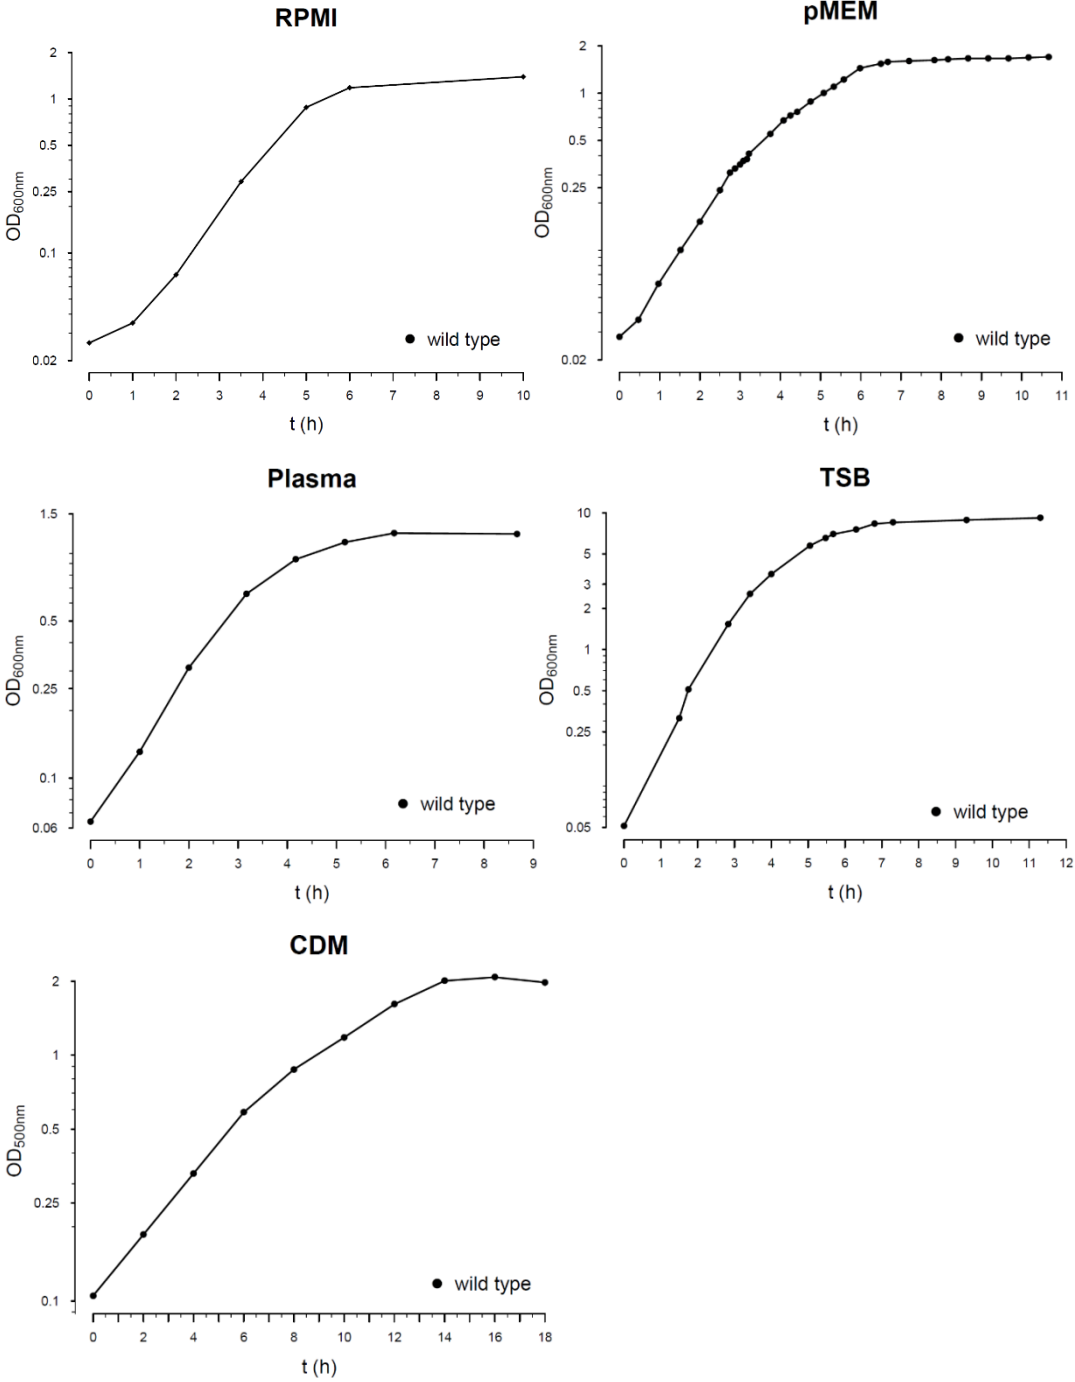 RPMI
2
1
0.5
0.25
0.1
0.02
OD600nm
wild type
0 1 2 3 4 5 6 7 8 9 10
t (h)
pMEM
2
1
0.5
0.25
0.02
OD600nm
wild type
0 1 2 3 4 5 6 7 8 9 10 11
t (h)
Plasma
1.5
0.5
0.25
0.1
0.06
OD600nm
wild type
0 1 2 3 4 5 6 7 8 9
t (h)
TSB
10
5
3
2
1
0.5
0.25
0.05
OD600nm
wild type
0 1 2 3 4 5 6 7 8 9 10 11 12
t (h)
CDM
2
1
0.5
0.25
0.1
OD500nm
wild type
0 2 4 6 8 10 12 14 16 18
t (h)